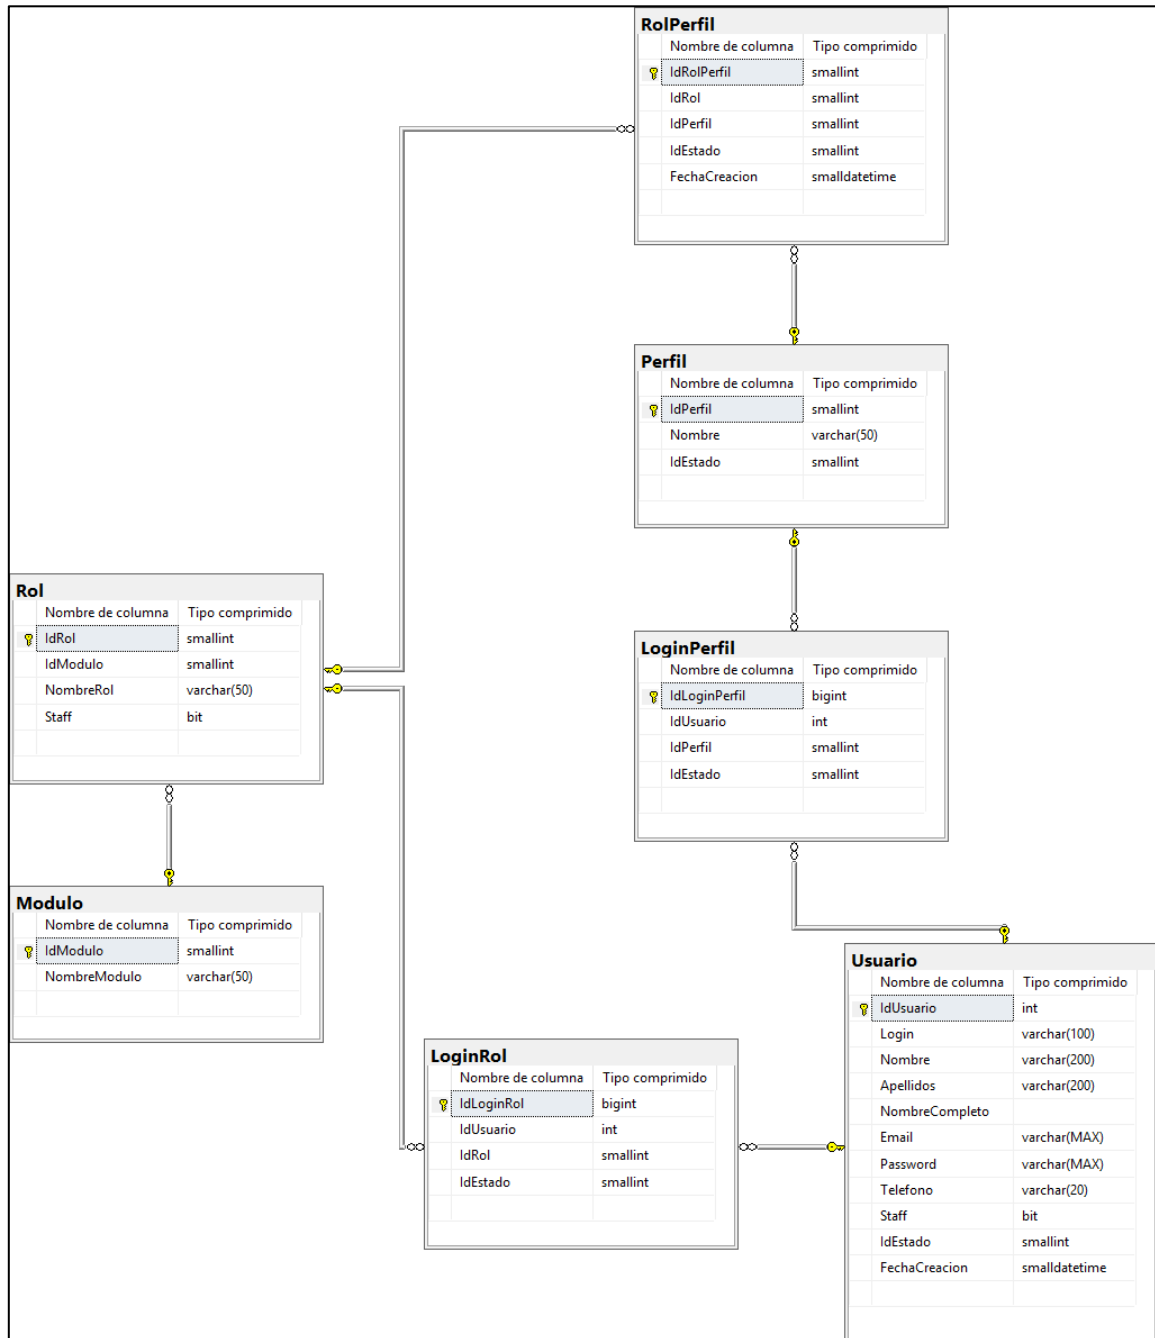 RolPerfil
Nombre de columna Tipo comprimido
IdRolPerfil smallint
IdRol smallint
IdPerfil smallint
IdEstado smallint
FechaCreacion smalldatetime
Perfil
Nombre de columna Tipo comprimido
IdPerfil smallint
Nombre varchar(50)
IdEstado smallint
Rol
Nombre de columna Tipo comprimido
IdRol smallint
IdModulo smallint
NombreRol varchar(50)
Staff bit
LoginPerfil
Nombre de columna Tipo comprimido
IdLoginPerfil bigint
IdUsuario int
IdPerfil smallint
IdEstado smallint
Modulo
Nombre de columna Tipo comprimido
IdModulo smallint
NombreModulo varchar(50)
Usuario
Nombre de columna Tipo comprimido
IdUsuario int
Login varchar(100)
Nombre varchar(200)
Apellidos varchar(200)
NombreCompleto
Email varchar(MAX)
Password varchar(MAX)
Telefono varchar(20)
Staff bit
IdEstado smallint
FechaCreacion smalldatetime
LoginRol
Nombre de columna Tipo comprimido
IdLoginRol bigint
IdUsuario int
IdRol smallint
IdEstado smallint